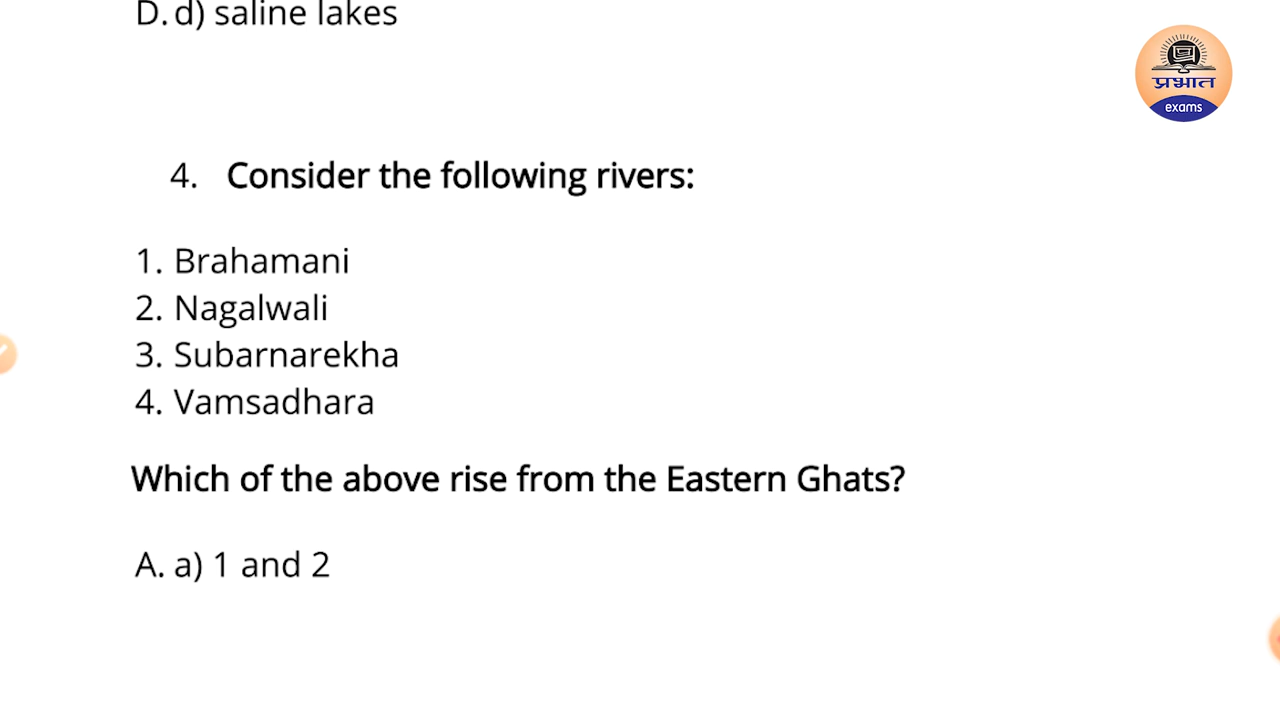 D. d) saline lakes
प्रभात
exams
4. Consider the following rivers:
1. Brahamani
2. Nagalwali
3. Subarnarekha
4. Vamsadhara
Which of the above rise from the Eastern Ghats?
A. a) 1 and 2